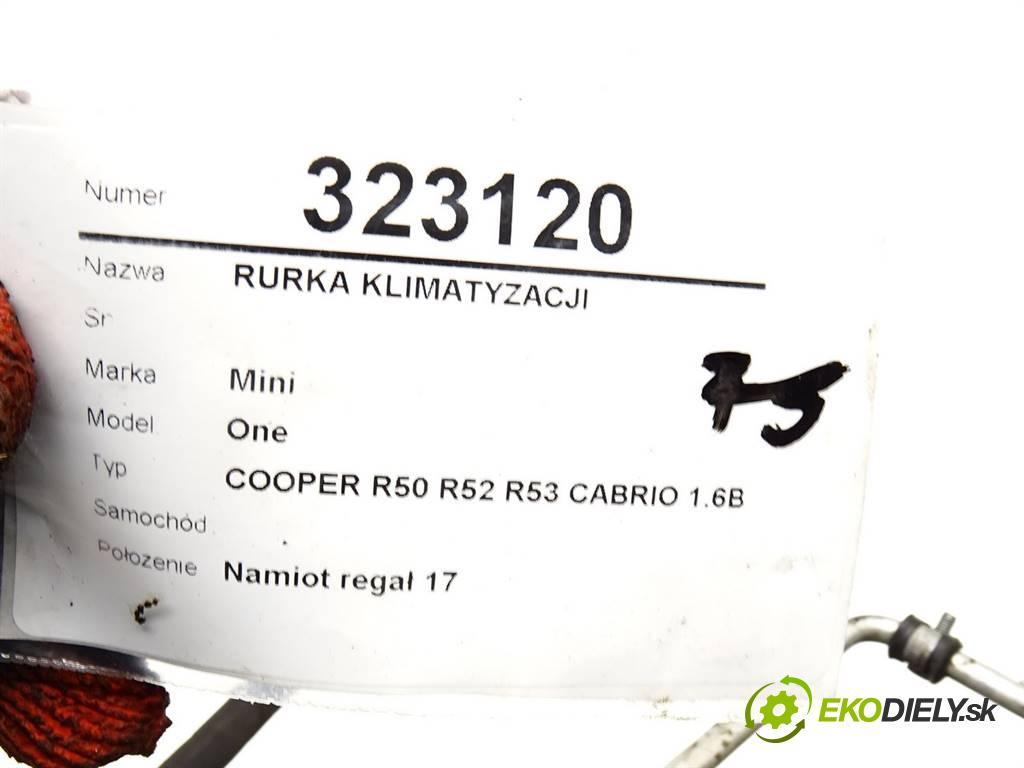 Numer 323120
Nazwa RURKA KLIMATYZACJI
Sr
Marka Mini
Model One
Typ COOPER R50 R52 R53 CABRIO 1.6B
Samochód
Położenie Namiot regał 17
75
EKODIELY.sk